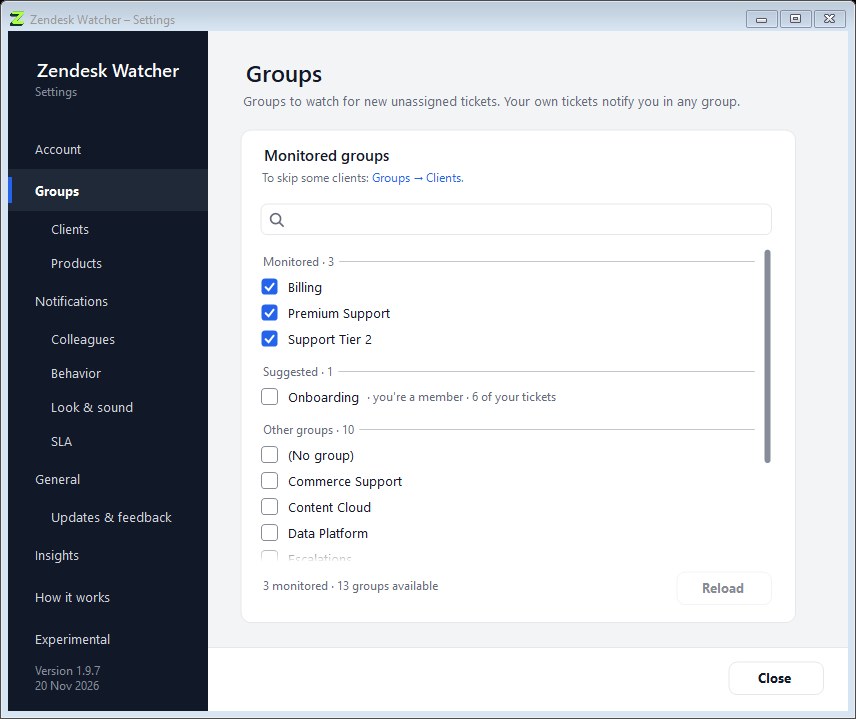 Zendesk Watcher – Settings
Zendesk Watcher
Settings
Account
Groups
Clients
Products
Notifications
Colleagues
Behavior
Look & sound
SLA
General
Updates & feedback
Insights
How it works
Experimental
Version 1.9.7
20 Nov 2026
Groups
Groups to watch for new unassigned tickets. Your own tickets notify you in any group.
Monitored groups
To skip some clients: Groups → Clients.
Monitored · 3
Billing
Premium Support
Support Tier 2
Suggested · 1
Onboarding · you're a member · 6 of your tickets
Other groups · 10
(No group)
Commerce Support
Content Cloud
Data Platform
Escalations
3 monitored · 13 groups available
Reload
Close